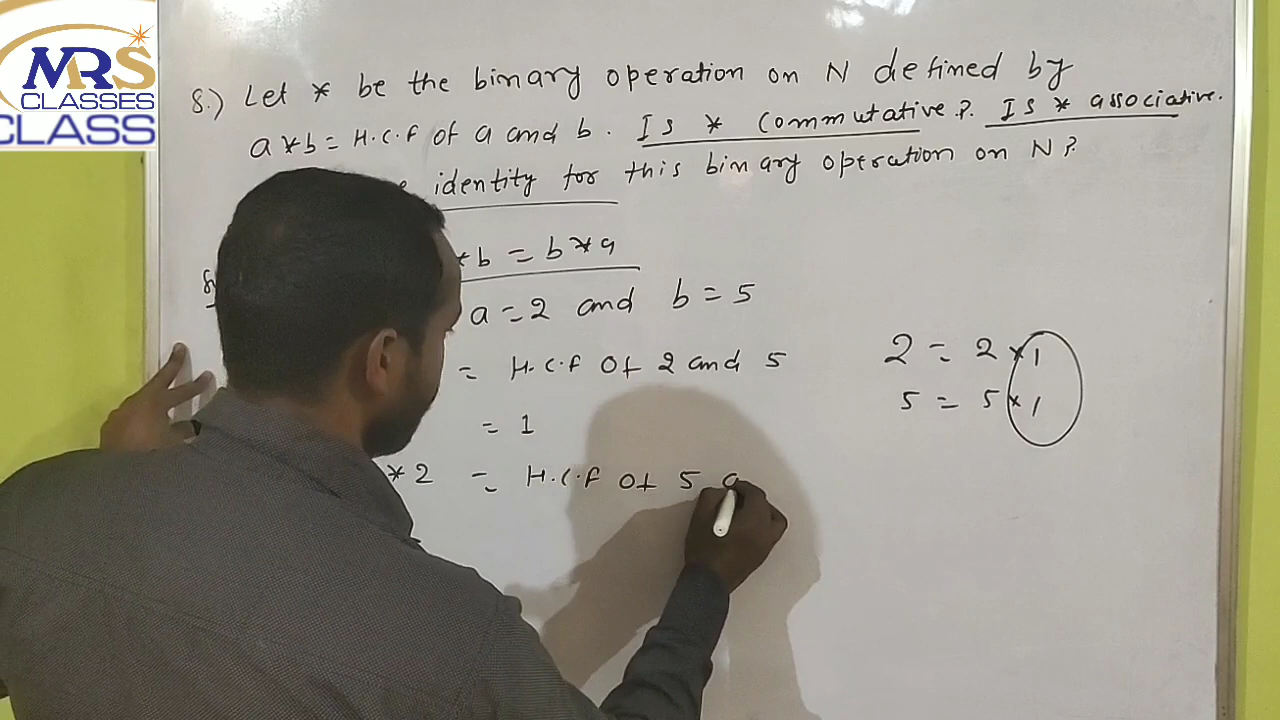 MRS
CLASSES
CLASS
8.) Let * be the binary operation on N defined by
a * b = H.C.F of a and b. Is * Commutative.? Is * associative.
identity for this binary operation on N?
* b = b * a
a = 2 and b = 5
= H.C.F Of 2 and 5
= 1
* 2 = H.C.F Of 5 a
2 = 2 * 1
5 = 5 * 1